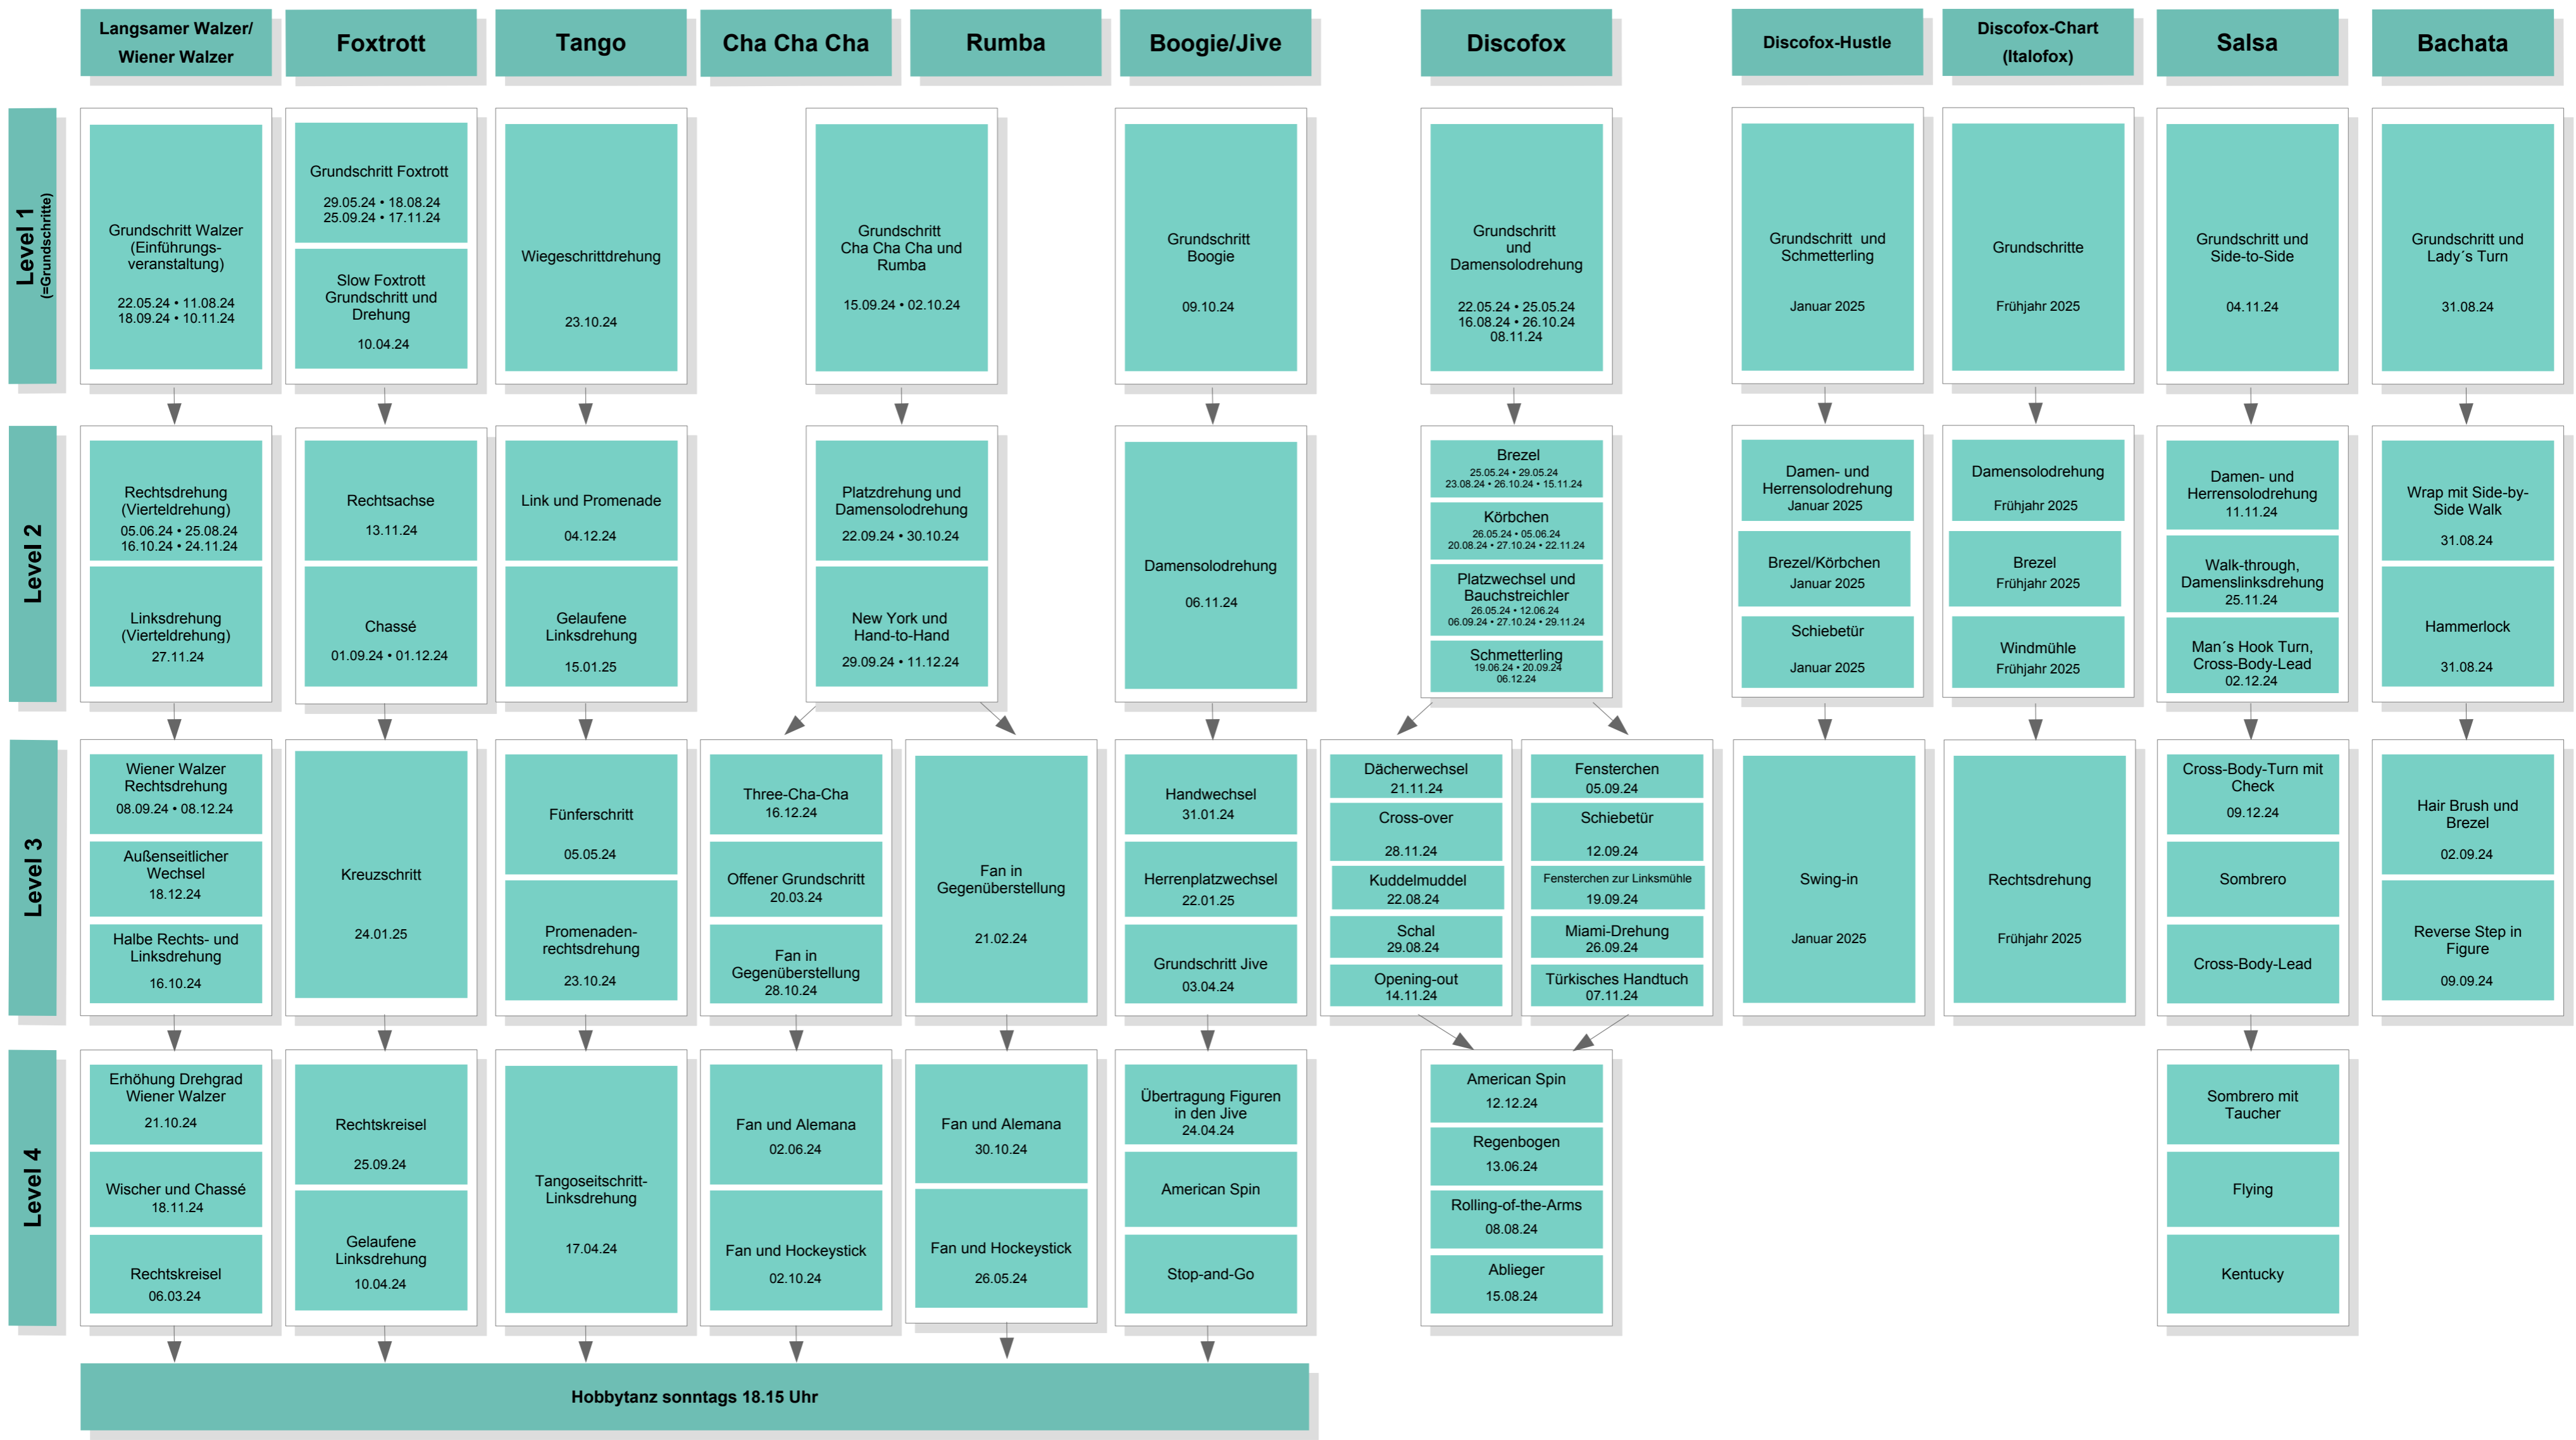 Langsamer Walzer/
Wiener Walzer
Foxtrott
Tango
Cha Cha Cha
Rumba
Boogie/Jive
Discofox
Discofox-Hustle
Discofox-Chart
(Italofox)
Salsa
Bachata
Level 1
(=Grundschritte)
Grundschritt Walzer
(Einführungs-
veranstaltung)
22.05.24 • 11.08.24
18.09.24 • 10.11.24
Grundschritt Foxtrott
29.05.24 • 18.08.24
25.09.24 • 17.11.24
Slow Foxtrott
Grundschritt und
Drehung
10.04.24
Wiegeschrittdrehung
23.10.24
Grundschritt
Cha Cha Cha und
Rumba
15.09.24 • 02.10.24
Grundschritt
Boogie
09.10.24
Grundschritt
und
Damensolodrehung
22.05.24 • 25.05.24
16.08.24 • 26.10.24
08.11.24
Grundschritt und
Schmetterling
Januar 2025
Grundschritte
Frühjahr 2025
Grundschritt und
Side-to-Side
04.11.24
Grundschritt und
Lady´s Turn
31.08.24
Level 2
Rechtsdrehung
(Vierteldrehung)
05.06.24 • 25.08.24
16.10.24 • 24.11.24
Linksdrehung
(Vierteldrehung)
27.11.24
Rechtsachse
13.11.24
Chassé
01.09.24 • 01.12.24
Link und Promenade
04.12.24
Gelaufene
Linksdrehung
15.01.25
Platzdrehung und
Damensolodrehung
22.09.24 • 30.10.24
New York und
Hand-to-Hand
29.09.24 • 11.12.24
Damensolodrehung
06.11.24
Brezel
25.05.24 • 29.05.24
23.08.24 • 26.10.24 • 15.11.24
Körbchen
26.05.24 • 05.06.24
20.08.24 • 27.10.24 • 22.11.24
Platzwechsel und
Bauchstreichler
26.05.24 • 12.06.24
06.09.24 • 27.10.24 • 29.11.24
Schmetterling
19.06.24 • 20.09.24
06.12.24
Damen- und
Herrensolodrehung
Januar 2025
Brezel/Körbchen
Januar 2025
Schiebetür
Januar 2025
Damensolodrehung
Frühjahr 2025
Brezel
Frühjahr 2025
Windmühle
Frühjahr 2025
Damen- und
Herrensolodrehung
11.11.24
Walk-through,
Damenslinksdrehung
25.11.24
Man´s Hook Turn,
Cross-Body-Lead
02.12.24
Wrap mit Side-by-
Side Walk
31.08.24
Hammerlock
31.08.24
Level 3
Wiener Walzer
Rechtsdrehung
08.09.24 • 08.12.24
Außenseitlicher
Wechsel
18.12.24
Halbe Rechts- und
Linksdrehung
16.10.24
Kreuzschritt
24.01.25
Fünferschritt
05.05.24
Promenaden-
rechtsdrehung
23.10.24
Three-Cha-Cha
16.12.24
Offener Grundschritt
20.03.24
Fan in
Gegenüberstellung
28.10.24
Fan in
Gegenüberstellung
21.02.24
Handwechsel
31.01.24
Herrenplatzwechsel
22.01.25
Grundschritt Jive
03.04.24
Dächerwechsel
21.11.24
Cross-over
28.11.24
Kuddelmuddel
22.08.24
Schal
29.08.24
Opening-out
14.11.24
Fensterchen
05.09.24
Schiebetür
12.09.24
Fensterchen zur Linksmühle
19.09.24
Miami-Drehung
26.09.24
Türkisches Handtuch
07.11.24
Swing-in
Januar 2025
Rechtsdrehung
Frühjahr 2025
Cross-Body-Turn mit
Check
09.12.24
Sombrero
Cross-Body-Lead
Hair Brush und
Brezel
02.09.24
Reverse Step in
Figure
09.09.24
Level 4
Erhöhung Drehgrad
Wiener Walzer
21.10.24
Wischer und Chassé
18.11.24
Rechtskreisel
06.03.24
Rechtskreisel
25.09.24
Gelaufene
Linksdrehung
10.04.24
Tangoseitschritt-
Linksdrehung
17.04.24
Fan und Alemana
02.06.24
Fan und Hockeystick
02.10.24
Fan und Alemana
30.10.24
Fan und Hockeystick
26.05.24
Übertragung Figuren
in den Jive
24.04.24
American Spin
Stop-and-Go
American Spin
12.12.24
Regenbogen
13.06.24
Rolling-of-the-Arms
08.08.24
Ablieger
15.08.24
Sombrero mit
Taucher
Flying
Kentucky
Hobbytanz sonntags 18.15 Uhr